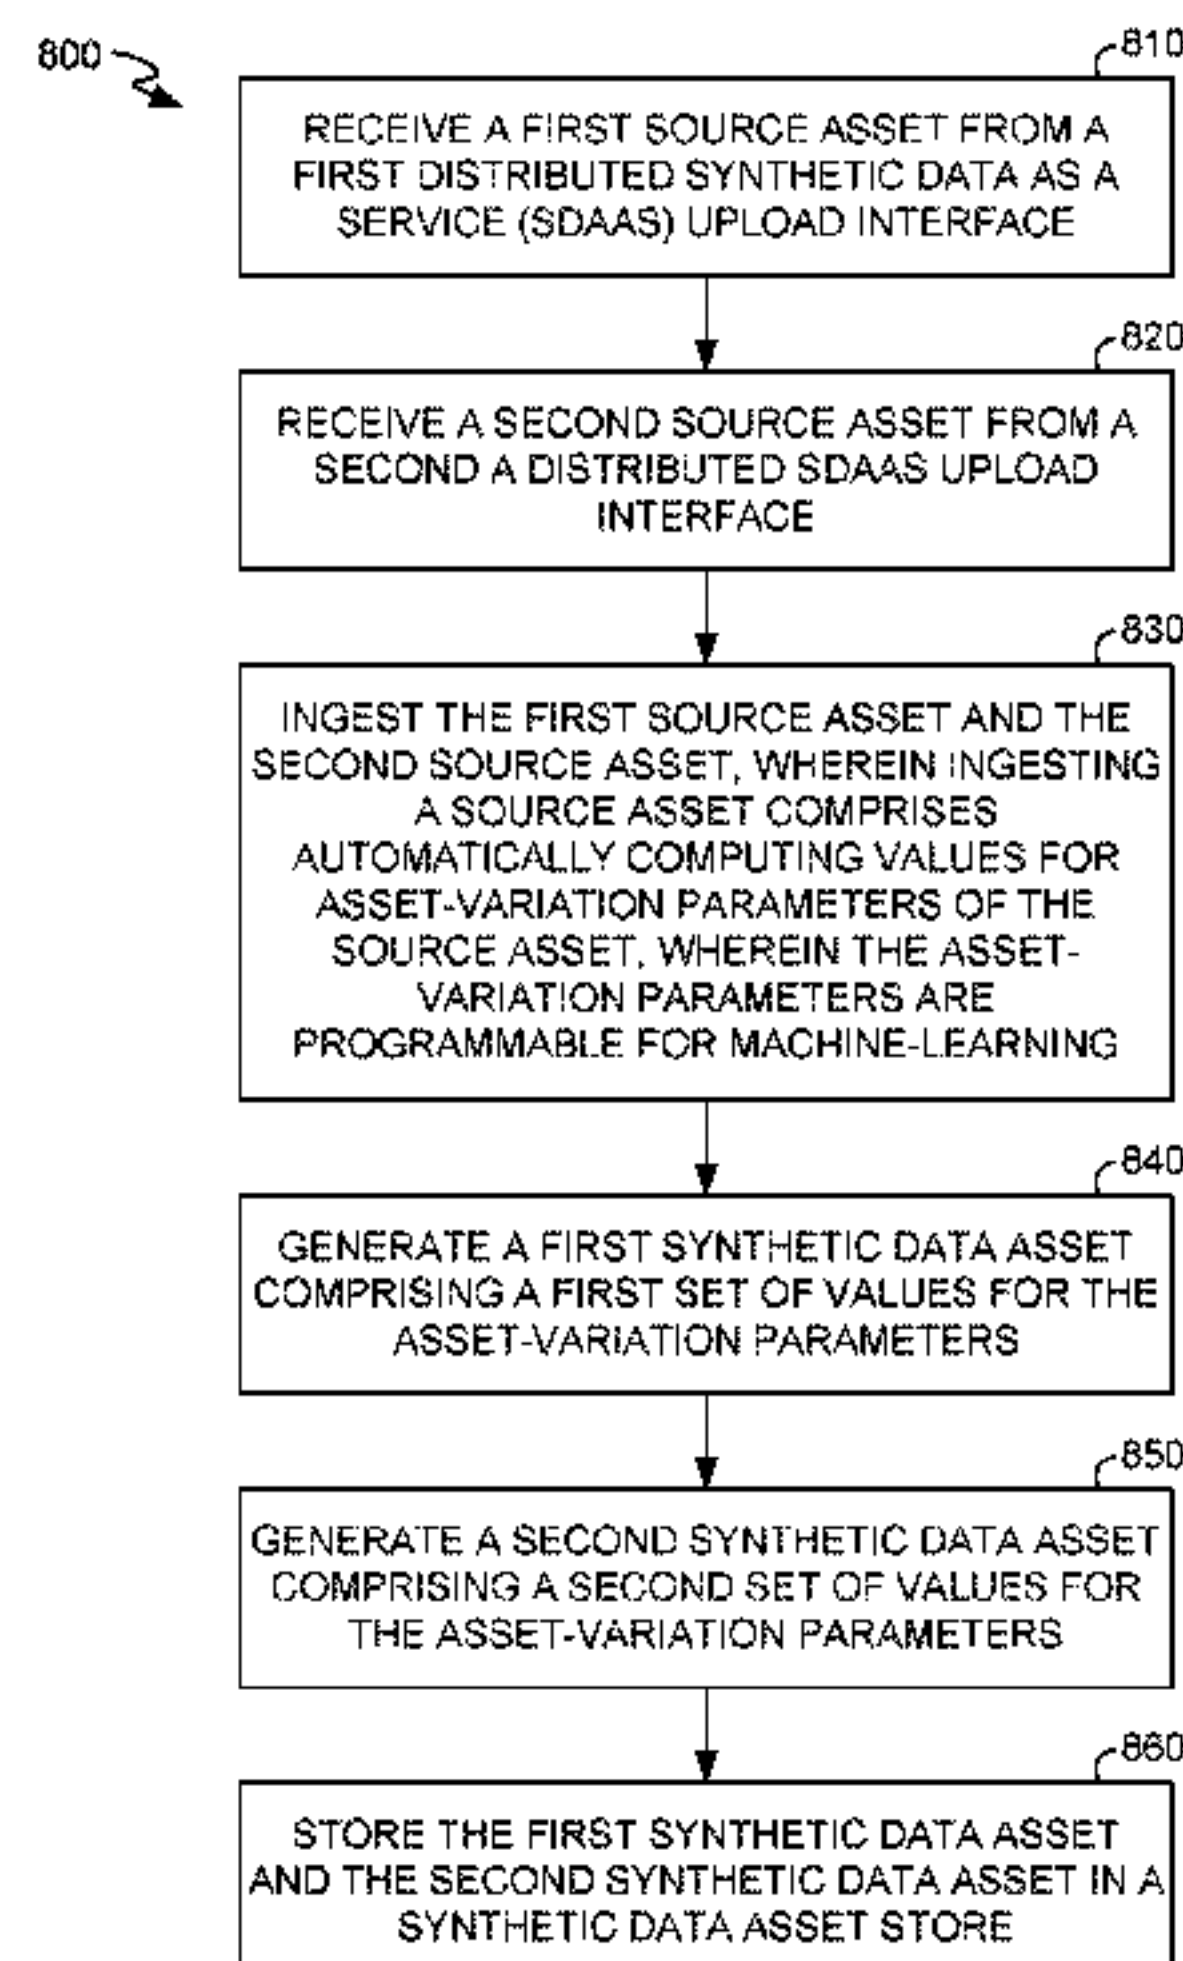 800
810
RECEIVE A FIRST SOURCE ASSET FROM A
FIRST DISTRIBUTED SYNTHETIC DATA AS A
SERVICE (SDAAS) UPLOAD INTERFACE
820
RECEIVE A SECOND SOURCE ASSET FROM A
SECOND A DISTRIBUTED SDAAS UPLOAD
INTERFACE
830
INGEST THE FIRST SOURCE ASSET AND THE
SECOND SOURCE ASSET, WHEREIN INGESTING
A SOURCE ASSET COMPRISES
AUTOMATICALLY COMPUTING VALUES FOR
ASSET-VARIATION PARAMETERS OF THE
SOURCE ASSET, WHEREIN THE ASSET-
VARIATION PARAMETERS ARE
PROGRAMMABLE FOR MACHINE-LEARNING
840
GENERATE A FIRST SYNTHETIC DATA ASSET
COMPRISING A FIRST SET OF VALUES FOR THE
ASSET-VARIATION PARAMETERS
850
GENERATE A SECOND SYNTHETIC DATA ASSET
COMPRISING A SECOND SET OF VALUES FOR
THE ASSET-VARIATION PARAMETERS
860
STORE THE FIRST SYNTHETIC DATA ASSET
AND THE SECOND SYNTHETIC DATA ASSET IN A
SYNTHETIC DATA ASSET STORE